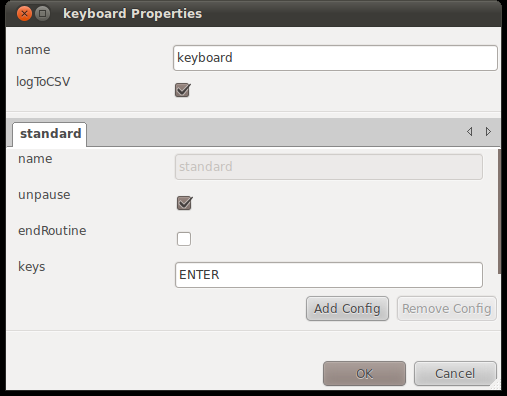 keyboard Properties
name keyboard
logToCSV
standard
name standard
unpause
endRoutine
keys ENTER
Add Config Remove Config
OK Cancel